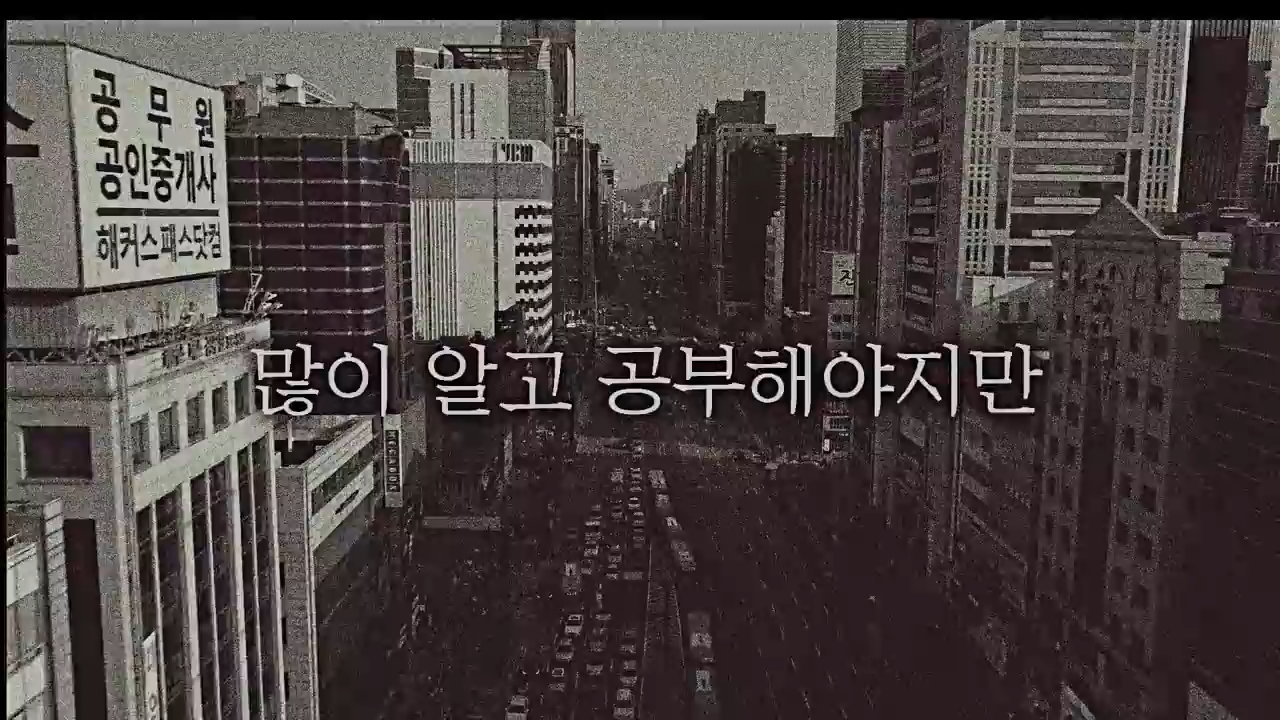 공무원
공인중개사
해커스패스닷컴
많이 알고 공부해야지만